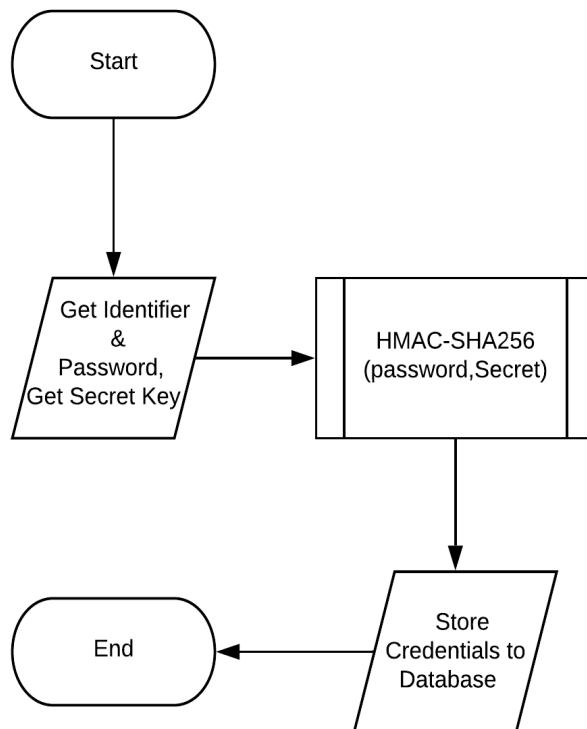 Start
Get Identifier
&
Password,
Get Secret Key
HMAC-SHA256
(password,Secret)
Store
Credentials to
Database
End